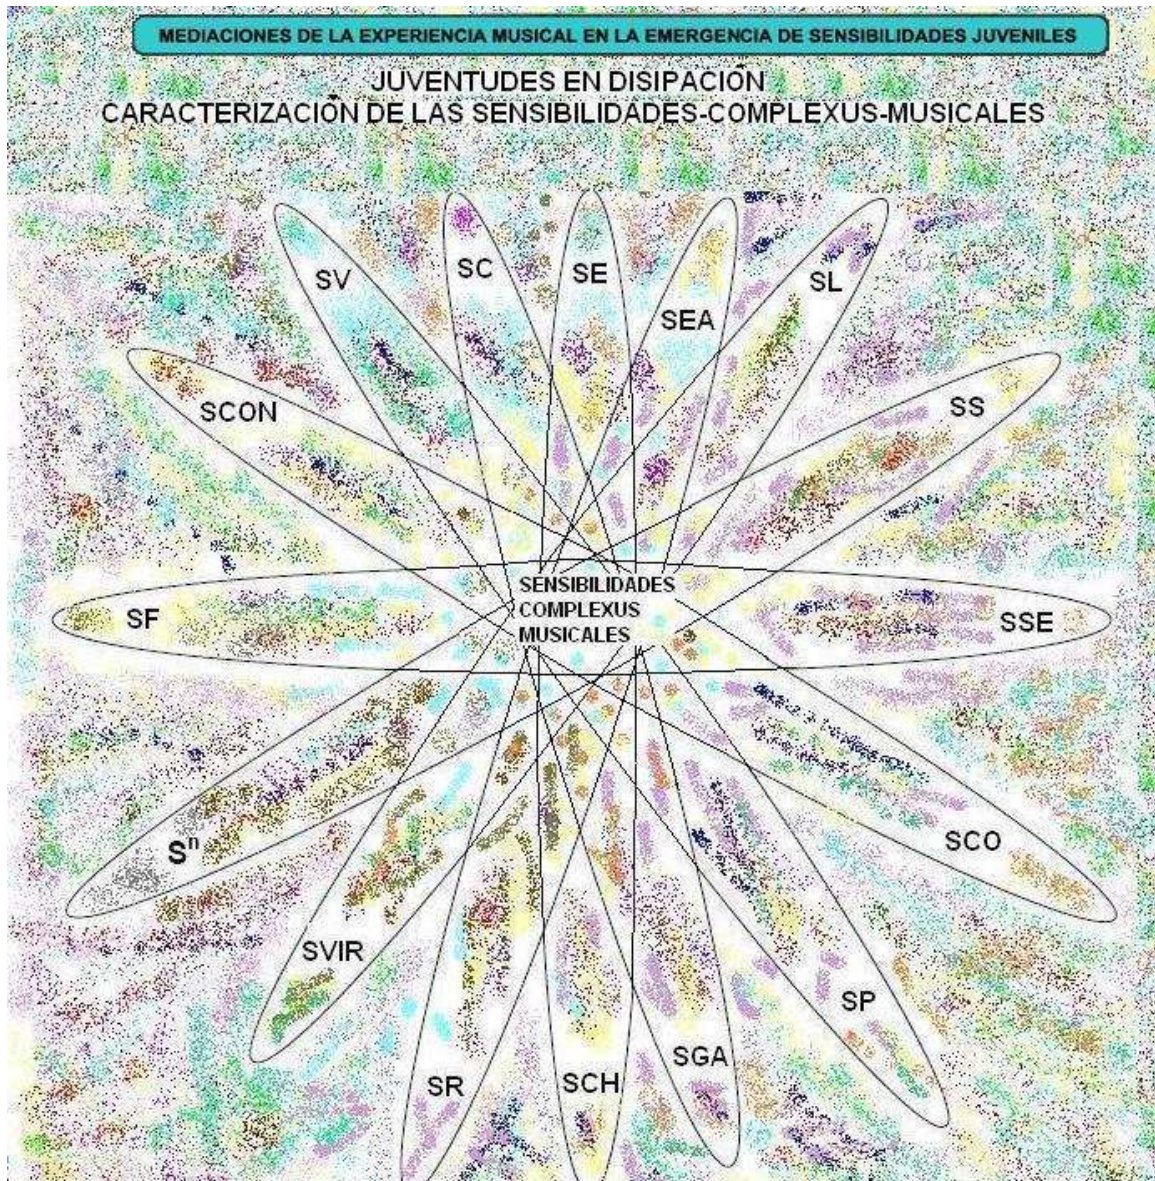 MEDIACIONES DE LA EXPERIENCIA MUSICAL EN LA EMERGENCIA DE SENSIBILIDADES JUVENILES
JUVENTUDES EN DISIPACIÓN
CARACTERIZACIÓN DE LAS SENSIBILIDADES-COMPLEXUS-MUSICALES
SV
SC
SE
SEA
SL
SCON
SS
SF
SENSIBILIDADES
COMPLEXUS
MUSICALES
SSE
Sⁿ
SCO
SVIR
SP
SR
SCH
SGA